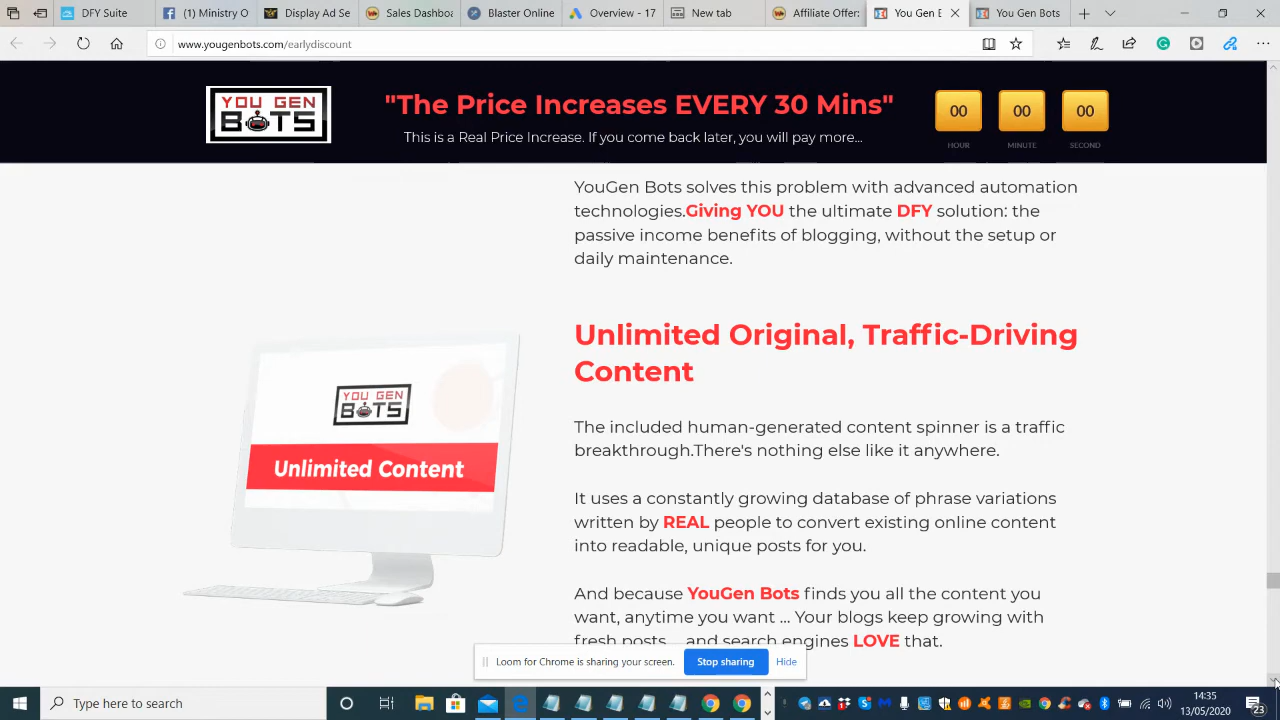 DFY Suite
(1) Domin
Display Ad Se
Sales Dashbo
Blaster Online
Overview - 17
New tab
Affiliate Offer
You Gen B
You Gen Bots
www.yougenbots.com/earlydiscount
YOU GEN
BOTS
"The Price Increases EVERY 30 Mins"
This is a Real Price Increase. If you come back later, you will pay more...
00 00 00
HOUR MINUTE SECOND
YouGen Bots solves this problem with advanced automation
technologies.Giving YOU the ultimate DFY solution: the
passive income benefits of blogging, without the setup or
daily maintenance.
Unlimited Original, Traffic-Driving
Content
YOU GEN
BOTS
Unlimited Content
The included human-generated content spinner is a traffic
breakthrough.There's nothing else like it anywhere.
It uses a constantly growing database of phrase variations
written by REAL people to convert existing online content
into readable, unique posts for you.
And because YouGen Bots finds you all the content you
want, anytime you want ... Your blogs keep growing with
fresh posts... and search engines LOVE that.
Loom for Chrome is sharing your screen. Stop sharing Hide
Type here to search
14:35
13/05/2020
23